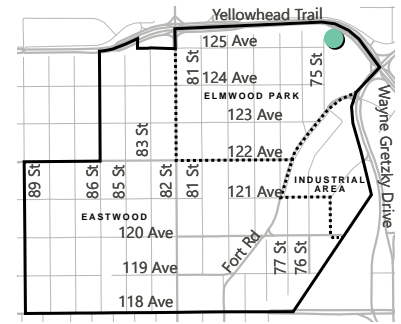 Yellowhead Trail
125 Ave
81 St
75 St
124 Ave
ELMWOOD PARK
Wayne Gretzky Drive
123 Ave
83 St
122 Ave
89 St
86 St
85 St
82 St
81 St
121 Ave
INDUSTRIAL
AREA
EASTWOOD
120 Ave
Fort Rd
77 St
76 St
119 Ave
118 Ave